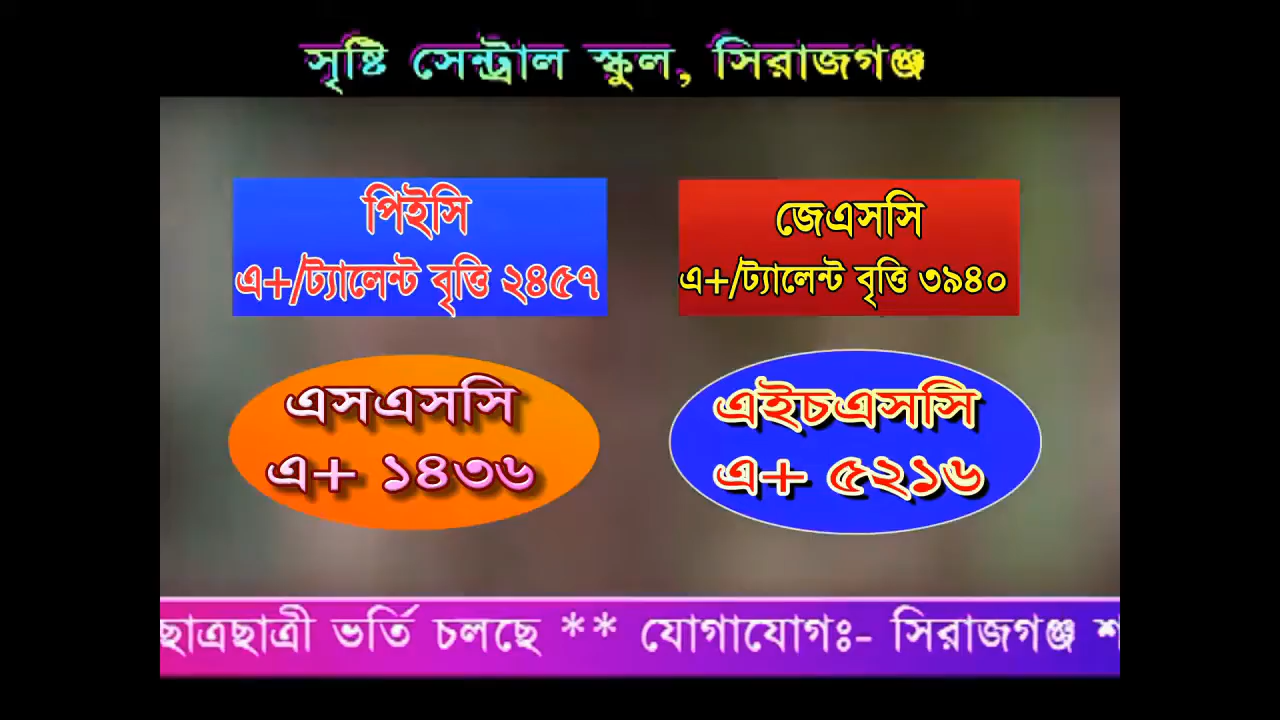 সৃষ্টি সেন্ট্রাল স্কুল, সিরাজগঞ্জ
পিইসি
এ+/ট্যালেন্ট বৃত্তি ২৪৫৭
জেএসসি
এ+/ট্যালেন্ট বৃত্তি ৩৯৪০
এসএসসি
এ+ ১৪৩৬
এইচএসসি
এ+ ৫২১৬
ছাত্রছাত্রী ভর্তি চলছে ** যোগাযোগঃ- সিরাজগঞ্জ